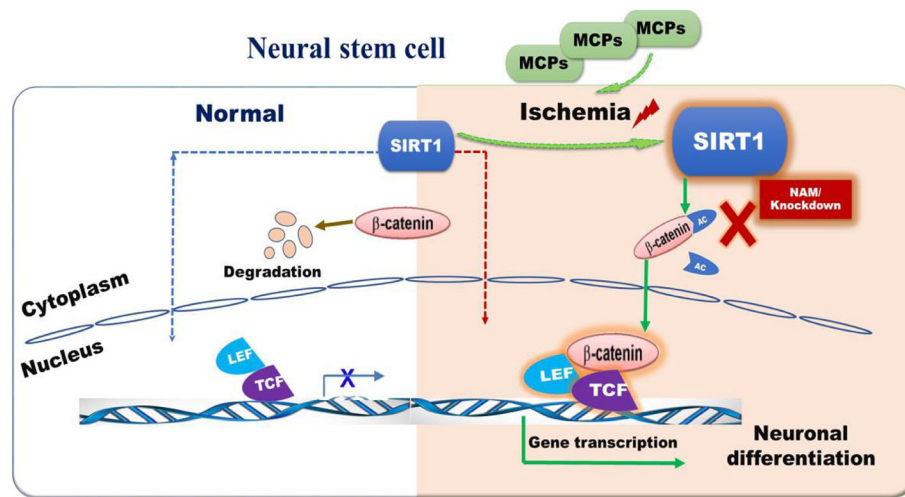 Neural stem cell
MCPs
MCPs
MCPs
Normal
Ischemia
SIRT1
SIRT1
NAM/
Knockdown
β-catenin
Degradation
β-catenin
AC
AC
Cytoplasm
Nucleus
LEF
TCF
X
β-catenin
LEF
TCF
Gene transcription
Neuronal
differentiation